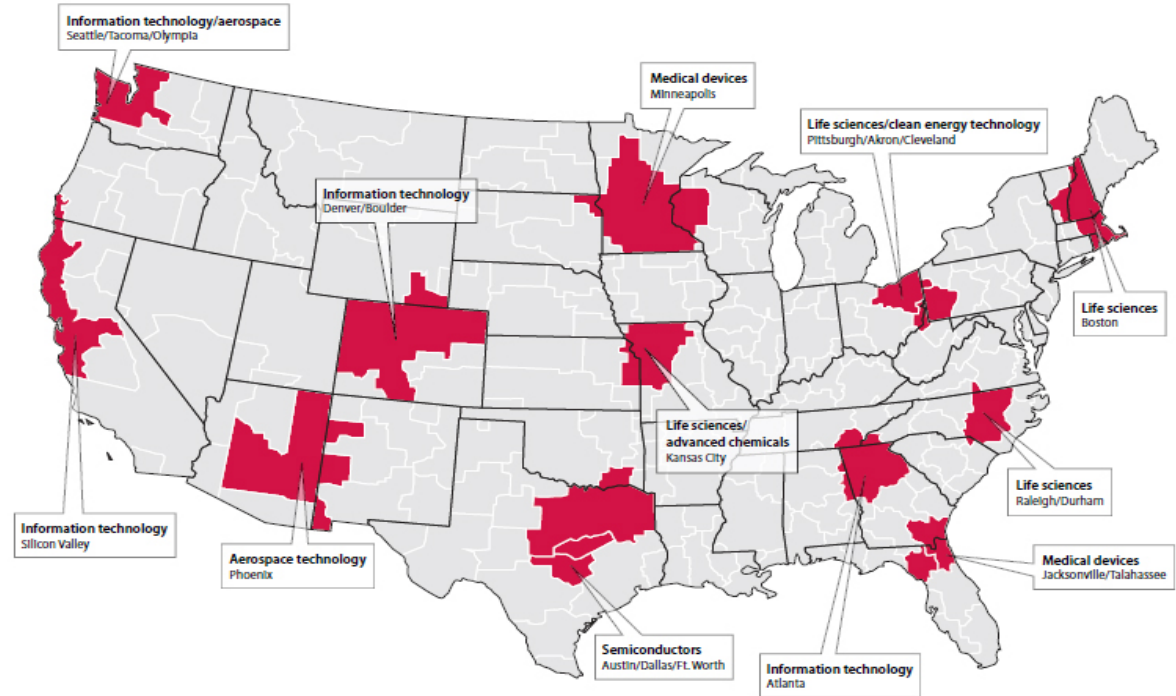 Information technology/aerospace
Seattle/Tacoma/Olympia
Medical devices
Minneapolis
Life sciences/clean energy technology
Pittsburgh/Akron/Cleveland
Information technology
Denver/Boulder
Life sciences
Boston
Life sciences/
advanced chemicals
Kansas City
Life sciences
Raleigh/Durham
Information technology
Silicon Valley
Aerospace technology
Phoenix
Medical devices
Jacksonville/Talahassee
Semiconductors
Austin/Dallas/Ft. Worth
Information technology
Atlanta